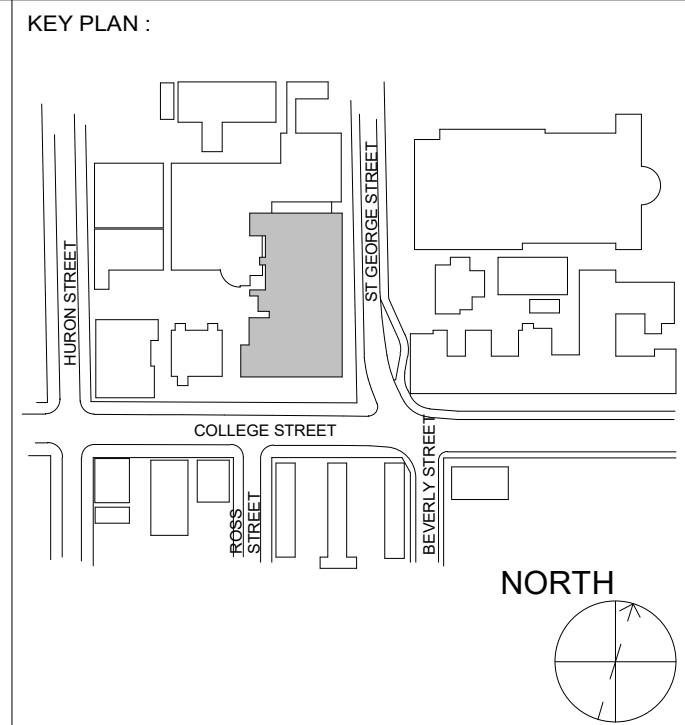 KEY PLAN :
ST GEORGE STREET
HURON STREET
COLLEGE STREET
ROSS
STREET
BEVERLY STREET
NORTH